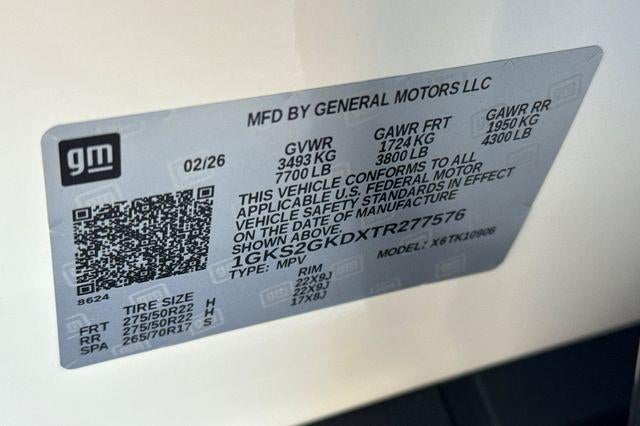 MFD BY GENERAL MOTORS LLC
gm
02/26
GVWR GAWR FRT GAWR RR
3493 KG 1724 KG 1950 KG
7700 LB 3800 LB 4300 LB
THIS VEHICLE CONFORMS TO ALL
APPLICABLE U.S. FEDERAL MOTOR
VEHICLE SAFETY STANDARDS IN EFFECT
ON THE DATE OF MANUFACTURE
SHOWN ABOVE.
1GKS2GKDXTR277576
TYPE: MPV MODEL: X6TK10906
8624
TIRE SIZE RIM
FRT 275/50R22 H 22X9J
RR 275/50R22 H 22X9J
SPA 265/70R17 S 17X8J